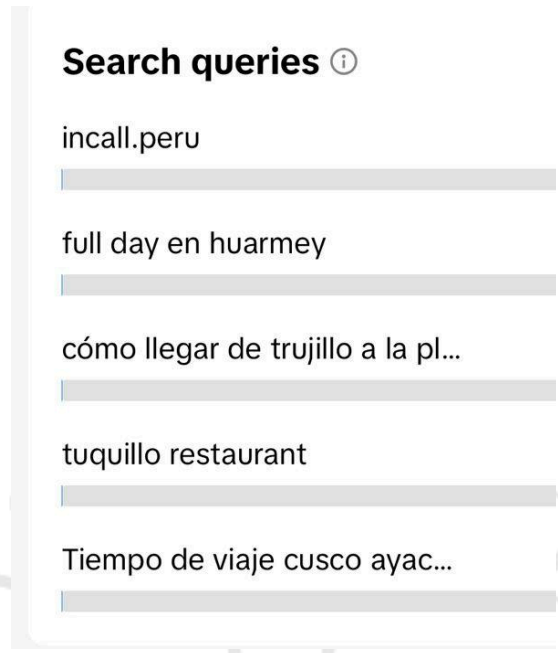 Search queries
incall.peru
full day en huarmey
cómo llegar de trujillo a la pl...
tuquillo restaurant
Tiempo de viaje cusco ayac...